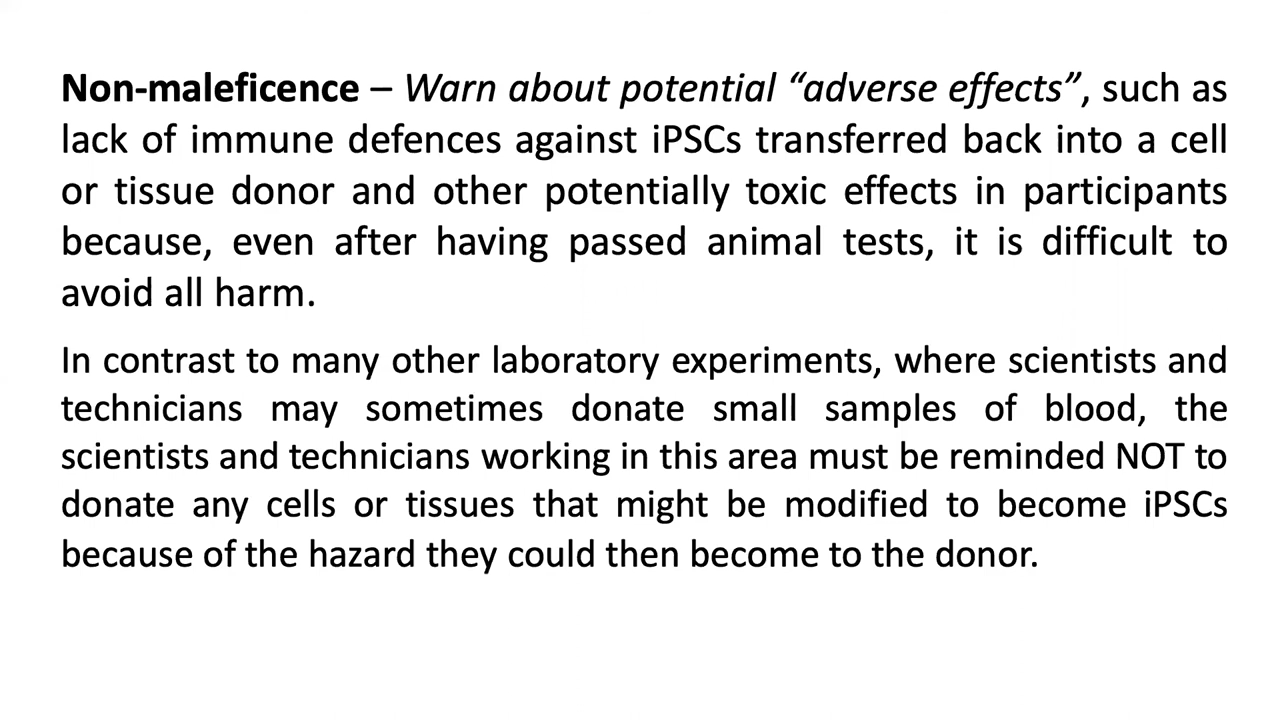 Non-maleficence – Warn about potential “adverse effects”, such as
lack of immune defences against iPSCs transferred back into a cell
or tissue donor and other potentially toxic effects in participants
because, even after having passed animal tests, it is difficult to
avoid all harm.
In contrast to many other laboratory experiments, where scientists and
technicians may sometimes donate small samples of blood, the
scientists and technicians working in this area must be reminded NOT to
donate any cells or tissues that might be modified to become iPSCs
because of the hazard they could then become to the donor.